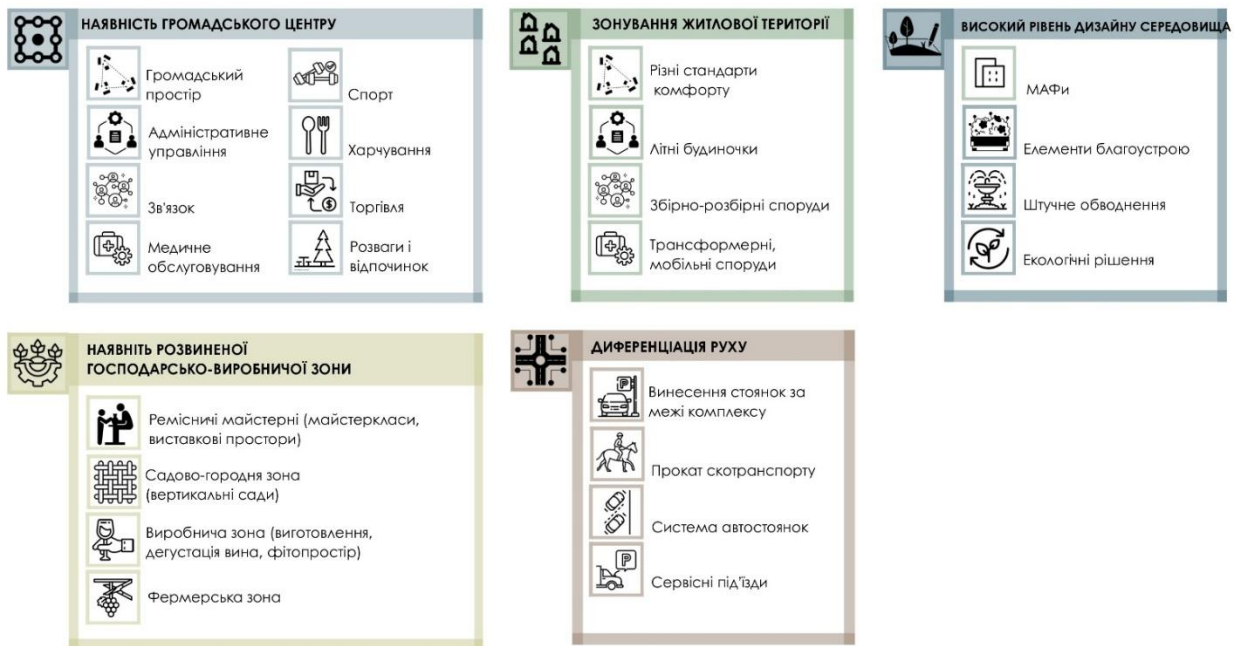 НАЯВНІСТЬ ГРОМАДСЬКОГО ЦЕНТРУ
Громадський
простір
Адміністративне
управління
Зв'язок
Медичне
обслуговування
Спорт
Харчування
Торгівля
Розваги і
відпочинок
ЗОНУВАННЯ ЖИТЛОВОЇ ТЕРИТОРІЇ
Різні стандарти
комфорту
Літні будиночки
Збірно-розбірні споруди
Трансформерні,
мобільні споруди
ВИСОКИЙ РІВЕНЬ ДИЗАЙНУ СЕРЕДОВИЩА
МАФи
Елементи благоустрою
Штучне обводнення
Екологічні рішення
НАЯВНІТЬ РОЗВИНЕНОЇ
ГОСПОДАРСЬКО-ВИРОБНИЧОЇ ЗОНИ
Ремісничі майстерні (майстеркласи,
виставкові простори)
Садово-городня зона
(вертикальні сади)
Виробнича зона (виготовлення,
дегустація вина, фітопростір)
Фермерська зона
ДИФЕРЕНЦІАЦІЯ РУХУ
Винесення стоянок за
межі комплексу
Прокат скотранспорту
Система автостоянок
Сервісні під'їзди